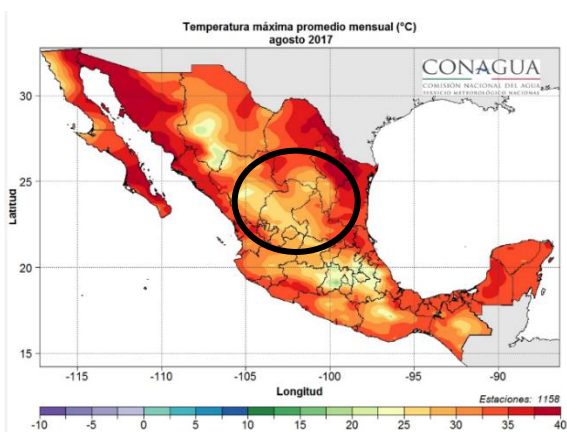 Temperatura máxima promedio mensual (°C)
agosto 2017
CONAGUA
COMISIÓN NACIONAL DEL AGUA
SERVICIO METEOROLÓGICO NACIONAL
30
25
20
15
Latitud
-115
-110
-105
-100
-95
-90
Longitud
Estaciones: 1158
-10
-5
0
5
10
15
20
25
30
35
40